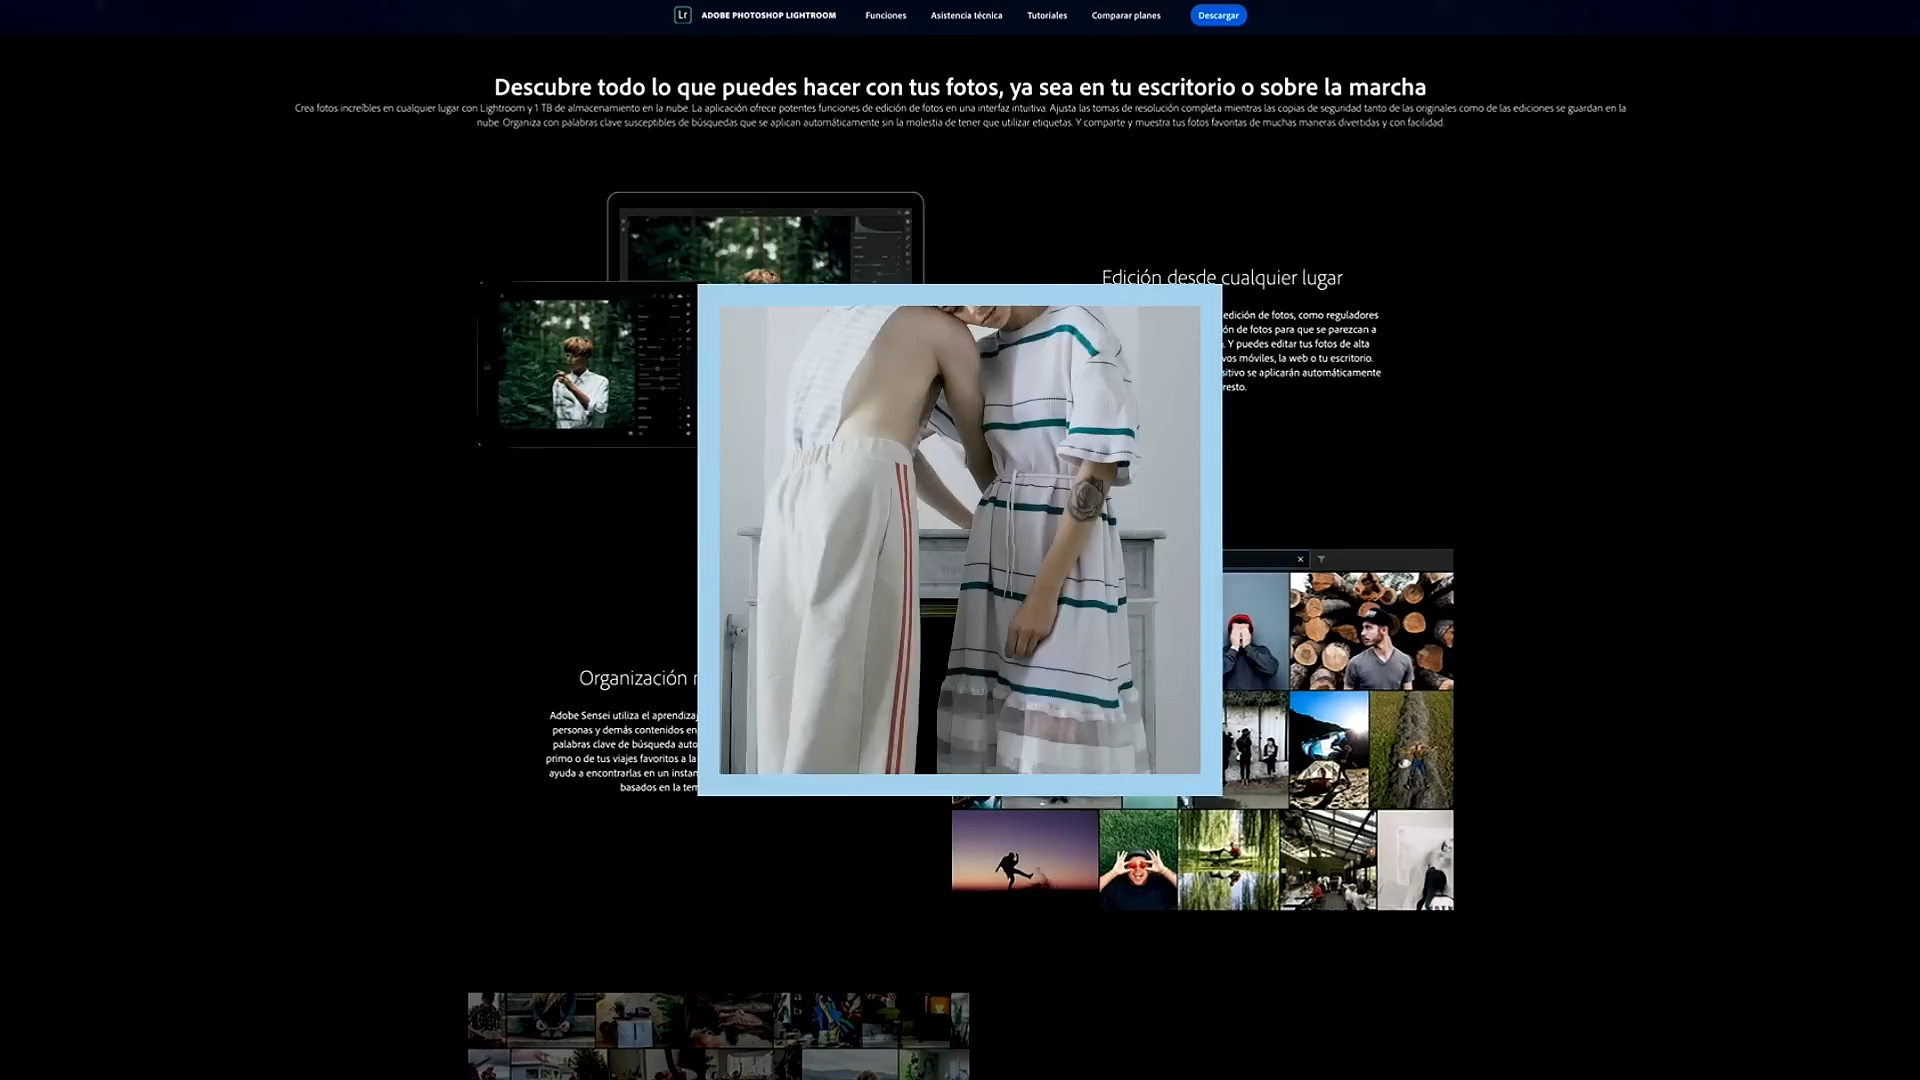 Lr ADOBE PHOTOSHOP LIGHTROOM Funciones Asistencia técnica Tutoriales Comparar planes Descargar
Descubre todo lo que puedes hacer con tus fotos, ya sea en tu escritorio o sobre la marcha
Crea fotos increíbles en cualquier lugar con Lightroom y 1 TB de almacenamiento en la nube. La aplicación ofrece potentes funciones de edición de fotos en una interfaz intuitiva. Ajusta las tomas de resolución completa mientras las copias de seguridad tanto de las originales como de las ediciones se guardan en la
nube. Organiza con palabras clave susceptibles de búsquedas que se aplican automáticamente sin la molestia de tener que utilizar etiquetas. Y comparte y muestra tus fotos favoritas de muchas maneras divertidas y con facilidad.
Edición desde cualquier lugar
edición de fotos, como reguladores
de fotos para que se parezcan a
Y puedes editar tus fotos de alta
móviles, la web o tu escritorio.
se aplicarán automáticamente
resto.
Organización
Adobe Sensei utiliza el
personas y demás contenidos en
palabras clave de búsqueda
primo o de tus viajes favoritos a la
ayuda a encontrarlas en un
basados en la